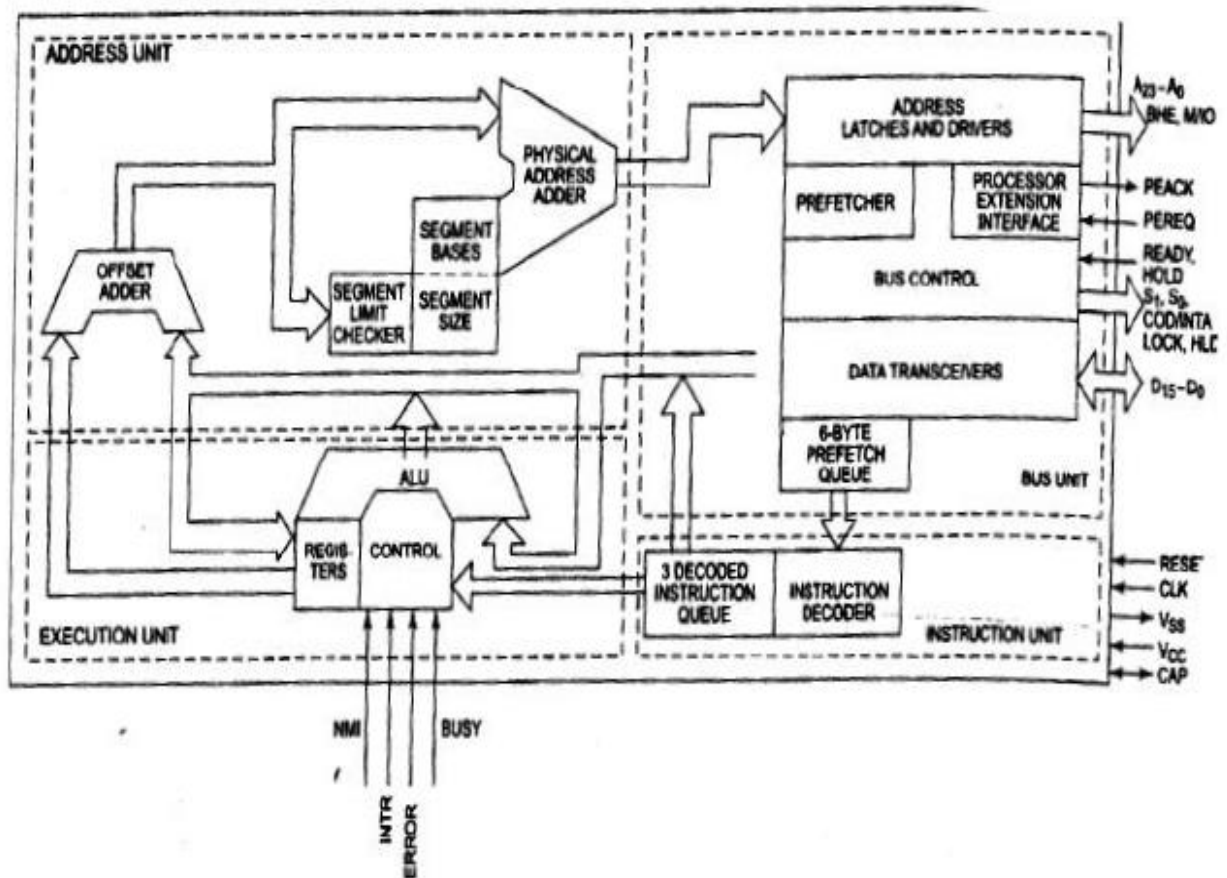 ADDRESS UNIT
OFFSET
ADDER
SEGMENT
LIMIT
CHECKER
SEGMENT
BASES
SEGMENT
SIZE
PHYSICAL
ADDRESS
ADDER
ADDRESS
LATCHES AND DRIVERS
PREFETCHER
PROCESSOR
EXTENSION
INTERFACE
BUS CONTROL
DATA TRANSCEIVERS
6-BYTE
PREFETCH
QUEUE
BUS UNIT
A23-A0
BHE, M/IO
PEACK
PEREQ
READY,
HOLD
S1, S0,
COD/INTA
LOCK, HLD
D15-D0
ALU
REGIS
TERS
CONTROL
EXECUTION UNIT
3 DECODED
INSTRUCTION
QUEUE
INSTRUCTION
DECODER
INSTRUCTION UNIT
RESE
CLK
VSS
VCC
CAP
NMI
INTR
ERROR
BUSY